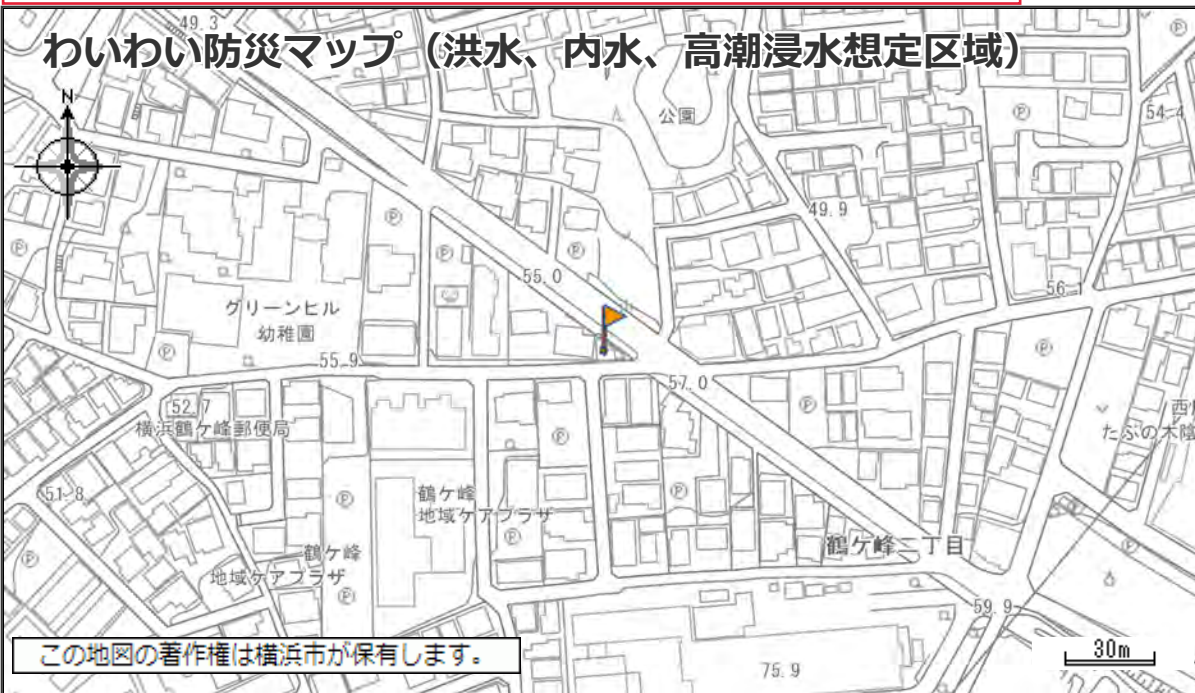 49.3
わいわい防災マップ（洪水、内水、高潮浸水想定区域）
N
公園
54.4
49.9
55.0
56.1
グリーンヒル
幼稚園
55.9
57.0
52.7
横浜鶴ケ峰郵便局
たぶの木陰
51.8
鶴ケ峰
地域ケアプラザ
鶴ケ峰二丁目
鶴ケ峰
地域ケアプラザ
59.9
この地図の著作権は横浜市が保有します。
75.9
30m